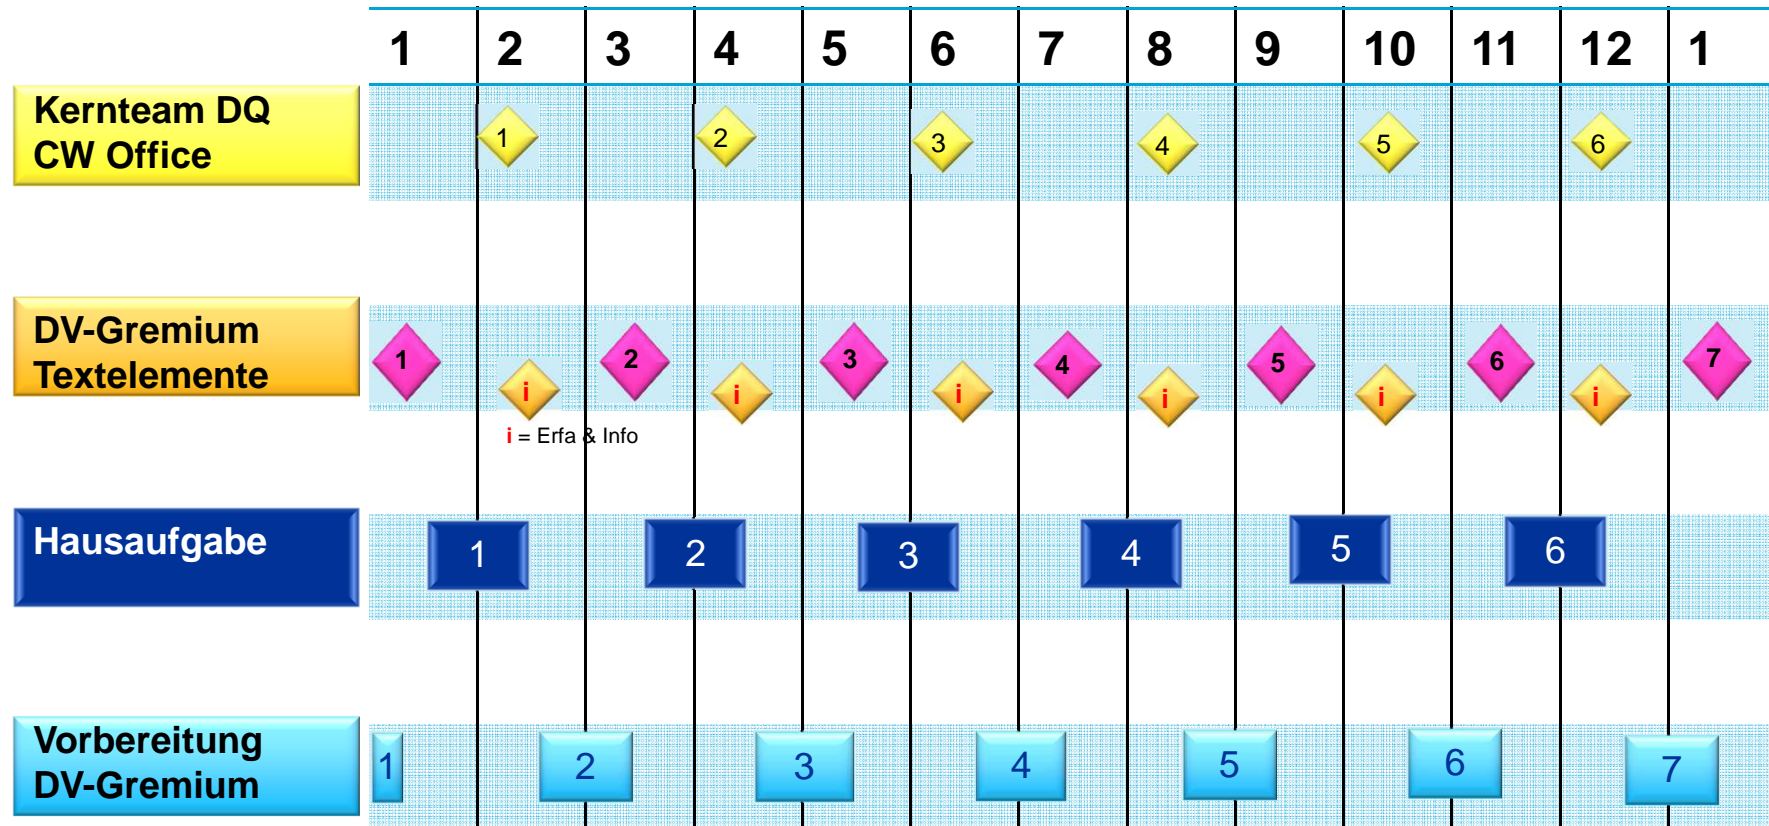 1 2 3 4 5 6 7 8 9 10 11 12 1
Kernteam DQ
CW Office
1 2 3 4 5 6
DV-Gremium
Textelemente
1 2 3 4 5 6 7
i i i i i i
i = Erfa & Info
Hausaufgabe
1 2 3 4 5 6
Vorbereitung
DV-Gremium
1 2 3 4 5 6 7